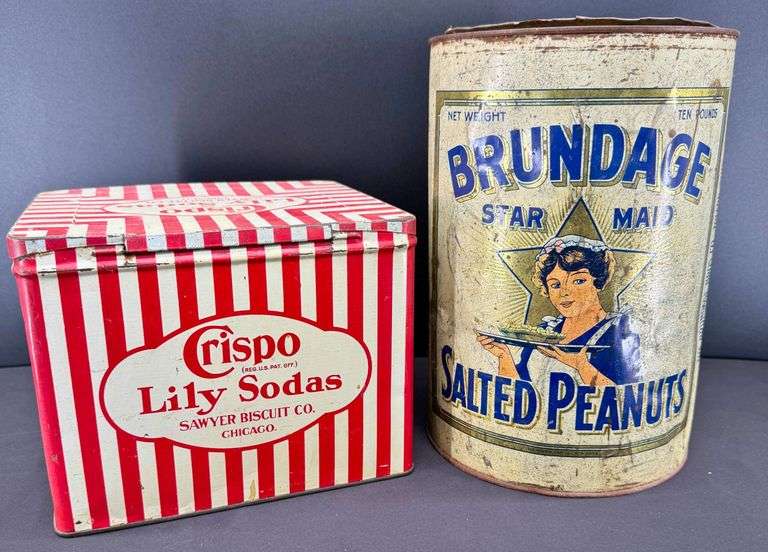 Crispo
(REG. U.S. PAT. OFF.)
Lily Sodas
SAWYER BISCUIT CO.
CHICAGO.
NET WEIGHT TEN POUNDS
BRUNDAGE
STAR MAID
SALTED PEANUTS